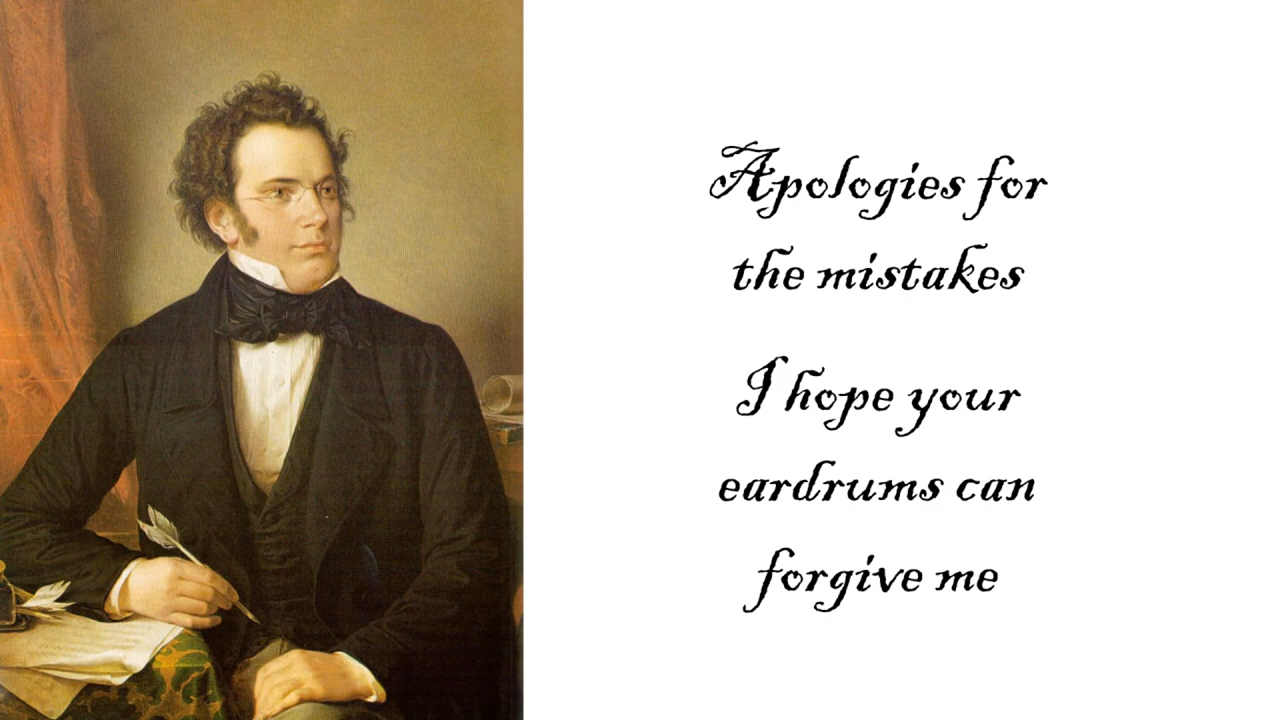 Apologies for
the mistakes
I hope your
eardrums can
forgive me